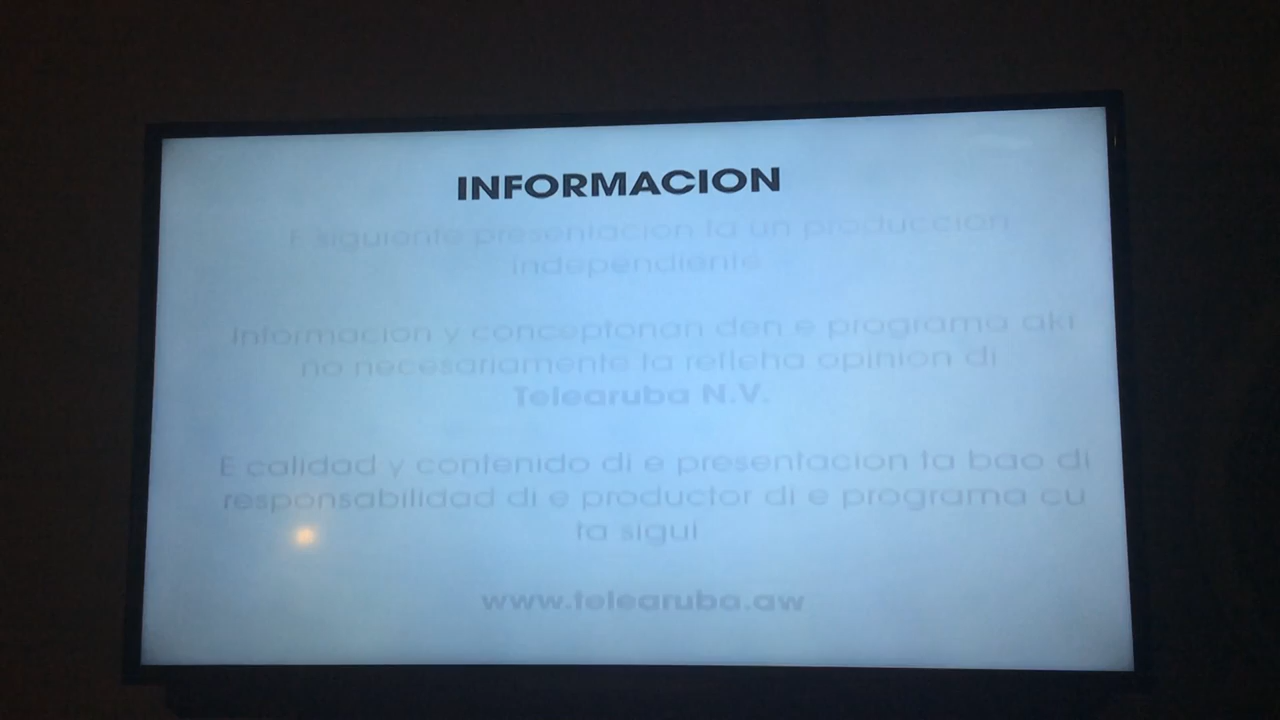 INFORMACION
E siguiente presentacion ta un produccion
independiente
Informacion y conceptonan den e programa aki
no necesariamente ta refleha opinion di
Telearuba N.V.
E calidad y contenido di e presentacion ta bao di
responsabilidad di e productor di e programa cu
ta sigui
www.telearuba.aw